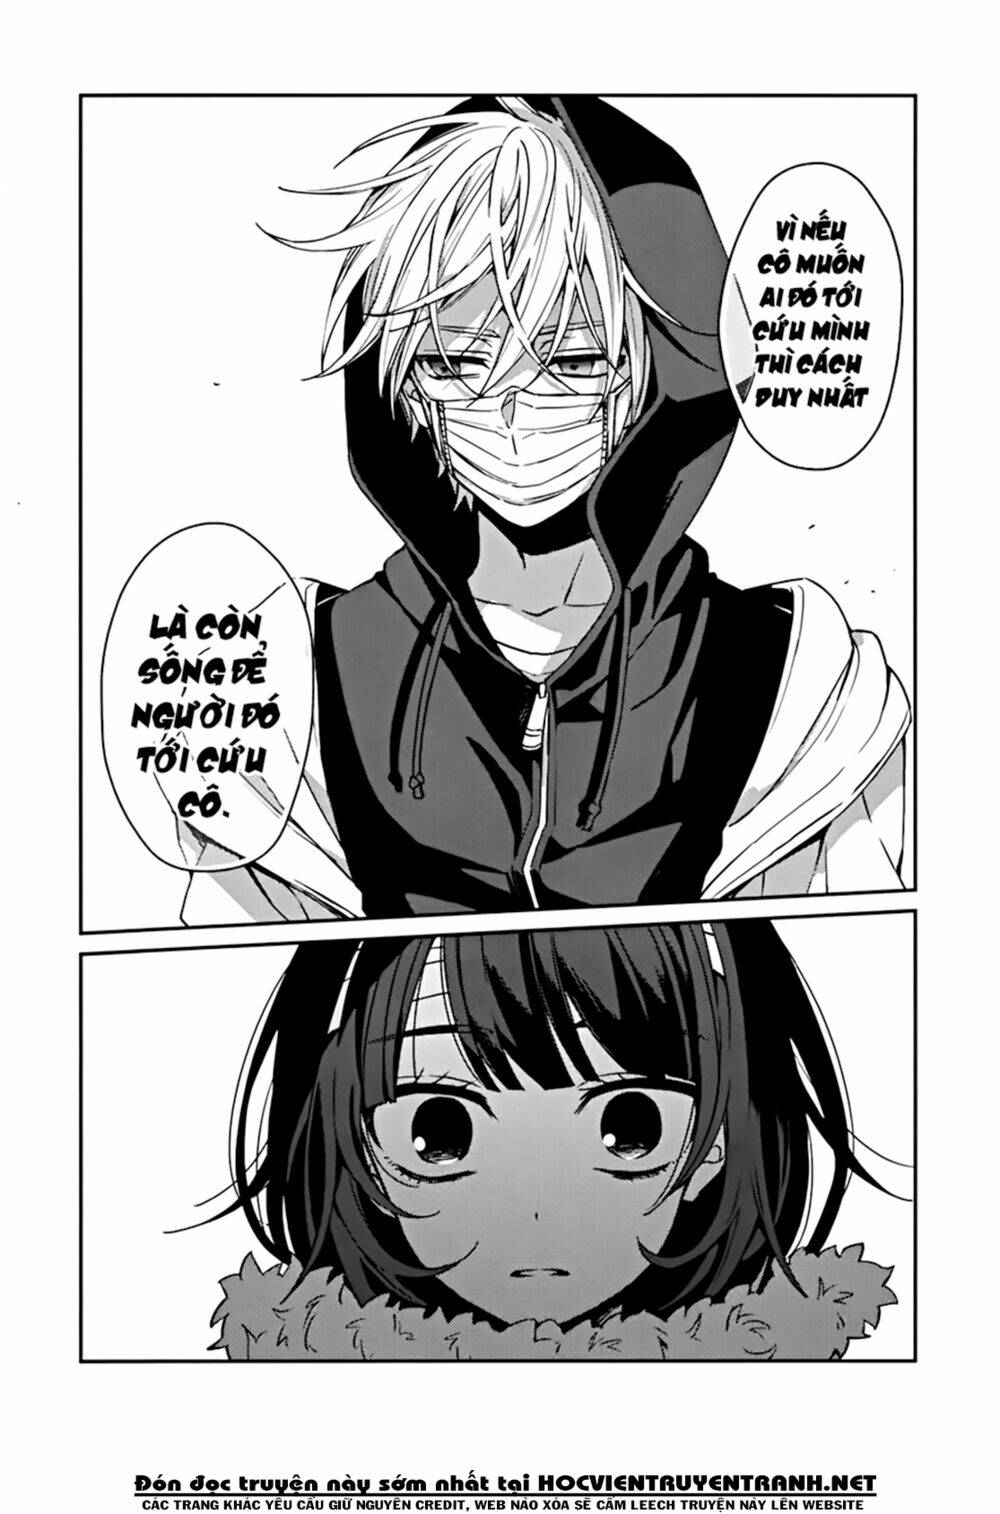 VÌ NẾU
CÔ MUỐN
AI ĐÓ TỚI
CỨU MÌNH
THÌ CÁCH
DUY NHẤT
LÀ CÒN
SỐNG ĐỂ
NGƯỜI ĐÓ
TỚI CỨU
CÔ.
Đón đọc truyện này sớm nhất tại HOCVIENTRUYENTRANH.NET
CÁC TRANG KHÁC YÊU CẦU GIỮ NGUYÊN CREDIT, WEB NÀO XÓA SẼ CẤM LEECH TRUYỆN NÀY LÊN WEBSITE